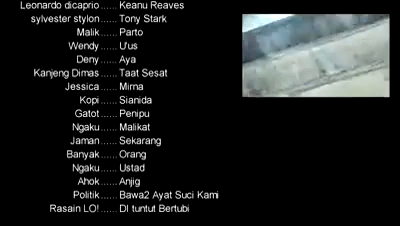 Leonardo dicaprio...... Keanu Reaves
sylvester stylon...... Tony Stark
Malik...... Parto
Wendy...... U'us
Deny...... Aya
Kanjeng Dimas...... Taat Sesat
Jessica...... Mirna
Kopi...... Sianida
Gatot...... Penipu
Ngaku...... Malikat
Jaman...... Sekarang
Banyak...... Orang
Ngaku...... Ustad
Ahok...... Anjig
Politik...... Bawa2 Ayat Suci Kami
Rasain LO!...... DI tuntut Bertubi